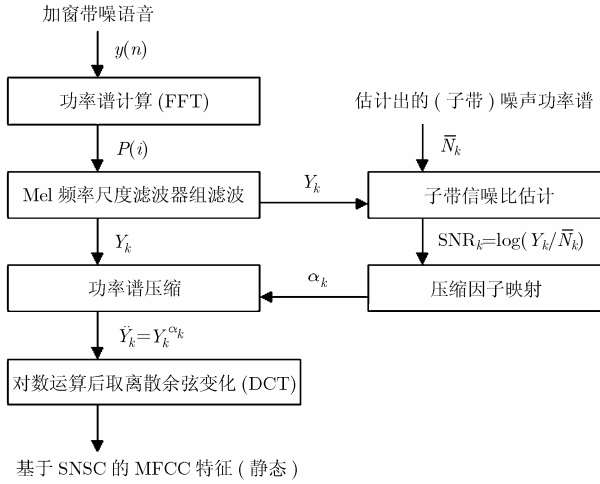 加窗带噪语音
y(n)
功率谱计算(FFT)
估计出的(子带)噪声功率谱
P(i)
N̅k
Mel 频率尺度滤波器组滤波
Yk
子带信噪比估计
Yk
SNRk=log(Yk/N̅k)
功率谱压缩
αk
压缩因子映射
Ÿk=Yk^αk
对数运算后取离散余弦变化(DCT)
基于 SNSC 的 MFCC 特征(静态)